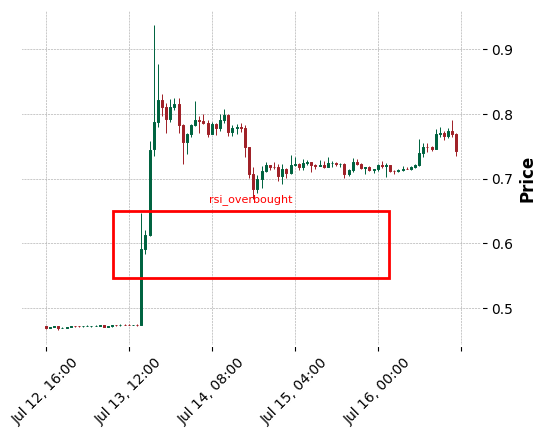 0.9
0.8
0.7
rsi_overbought
0.6
0.5
Price
Jul 12, 16:00
Jul 13, 12:00
Jul 14, 08:00
Jul 15, 04:00
Jul 16, 00:00